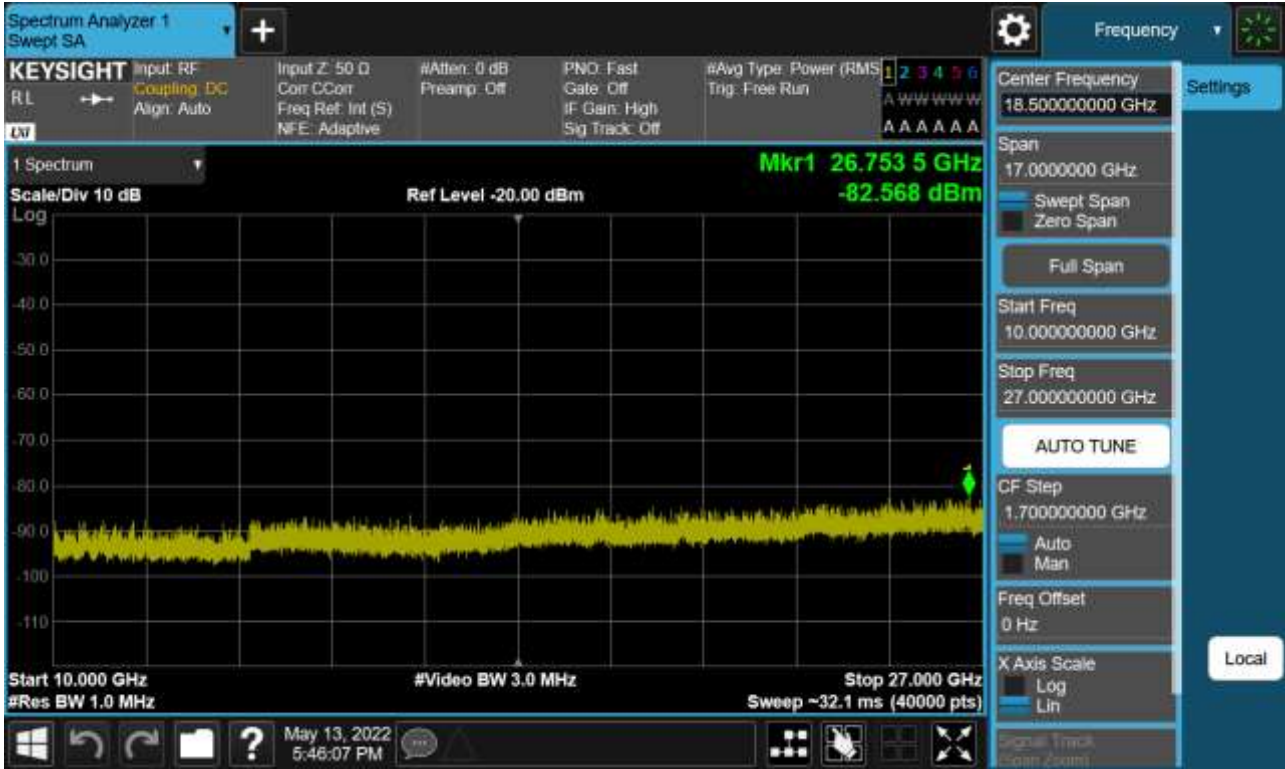 Spectrum Analyzer 1
Swept SA
+
Frequency
KEYSIGHT
RL
LXI
Input: RF
Coupling: DC
Align: Auto
Input Z: 50 Ω
Corr CCorr
Freq Ref: Int (S)
NFE: Adaptive
#Atten: 0 dB
Preamp: Off
PNO: Fast
Gate: Off
IF Gain: High
Sig Track: Off
#Avg Type: Power (RMS
Trig: Free Run
1 2 3 4 5 6
A W W W W W
A A A A A A
1 Spectrum
Scale/Div 10 dB
Ref Level -20.00 dBm
Mkr1 26.753 5 GHz
-82.568 dBm
Log
-30.0
-40.0
-50.0
-60.0
-70.0
-80.0
-90.0
-100
-110
1
Start 10.000 GHz
#Video BW 3.0 MHz
Stop 27.000 GHz
#Res BW 1.0 MHz
Sweep ~32.1 ms (40000 pts)
?
May 13, 2022
5:46:07 PM
Center Frequency
18.500000000 GHz
Span
17.0000000 GHz
Swept Span
Zero Span
Full Span
Start Freq
10.000000000 GHz
Stop Freq
27.000000000 GHz
AUTO TUNE
CF Step
1.700000000 GHz
Auto
Man
Freq Offset
0 Hz
X Axis Scale
Log
Lin
Signal Track
(Span Zoom)
Settings
Local